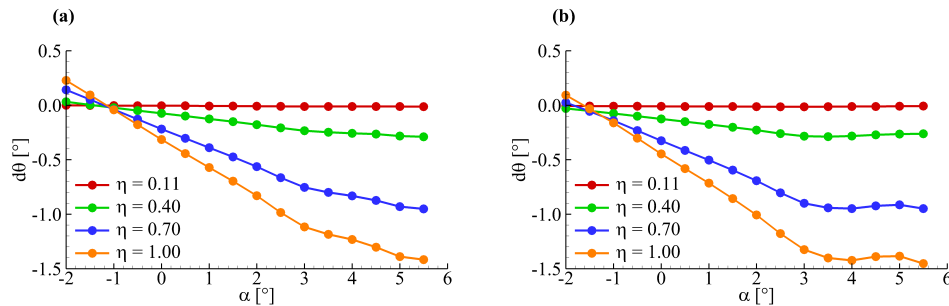 (a)
0.5
0.0
-0.5
-1.0
-1.5
dθ [°]
η = 0.11
η = 0.40
η = 0.70
η = 1.00
-2 -1 0 1 2 3 4 5 6
α [°]
(b)
0.5
0.0
-0.5
-1.0
-1.5
dθ [°]
η = 0.11
η = 0.40
η = 0.70
η = 1.00
-2 -1 0 1 2 3 4 5 6
α [°]